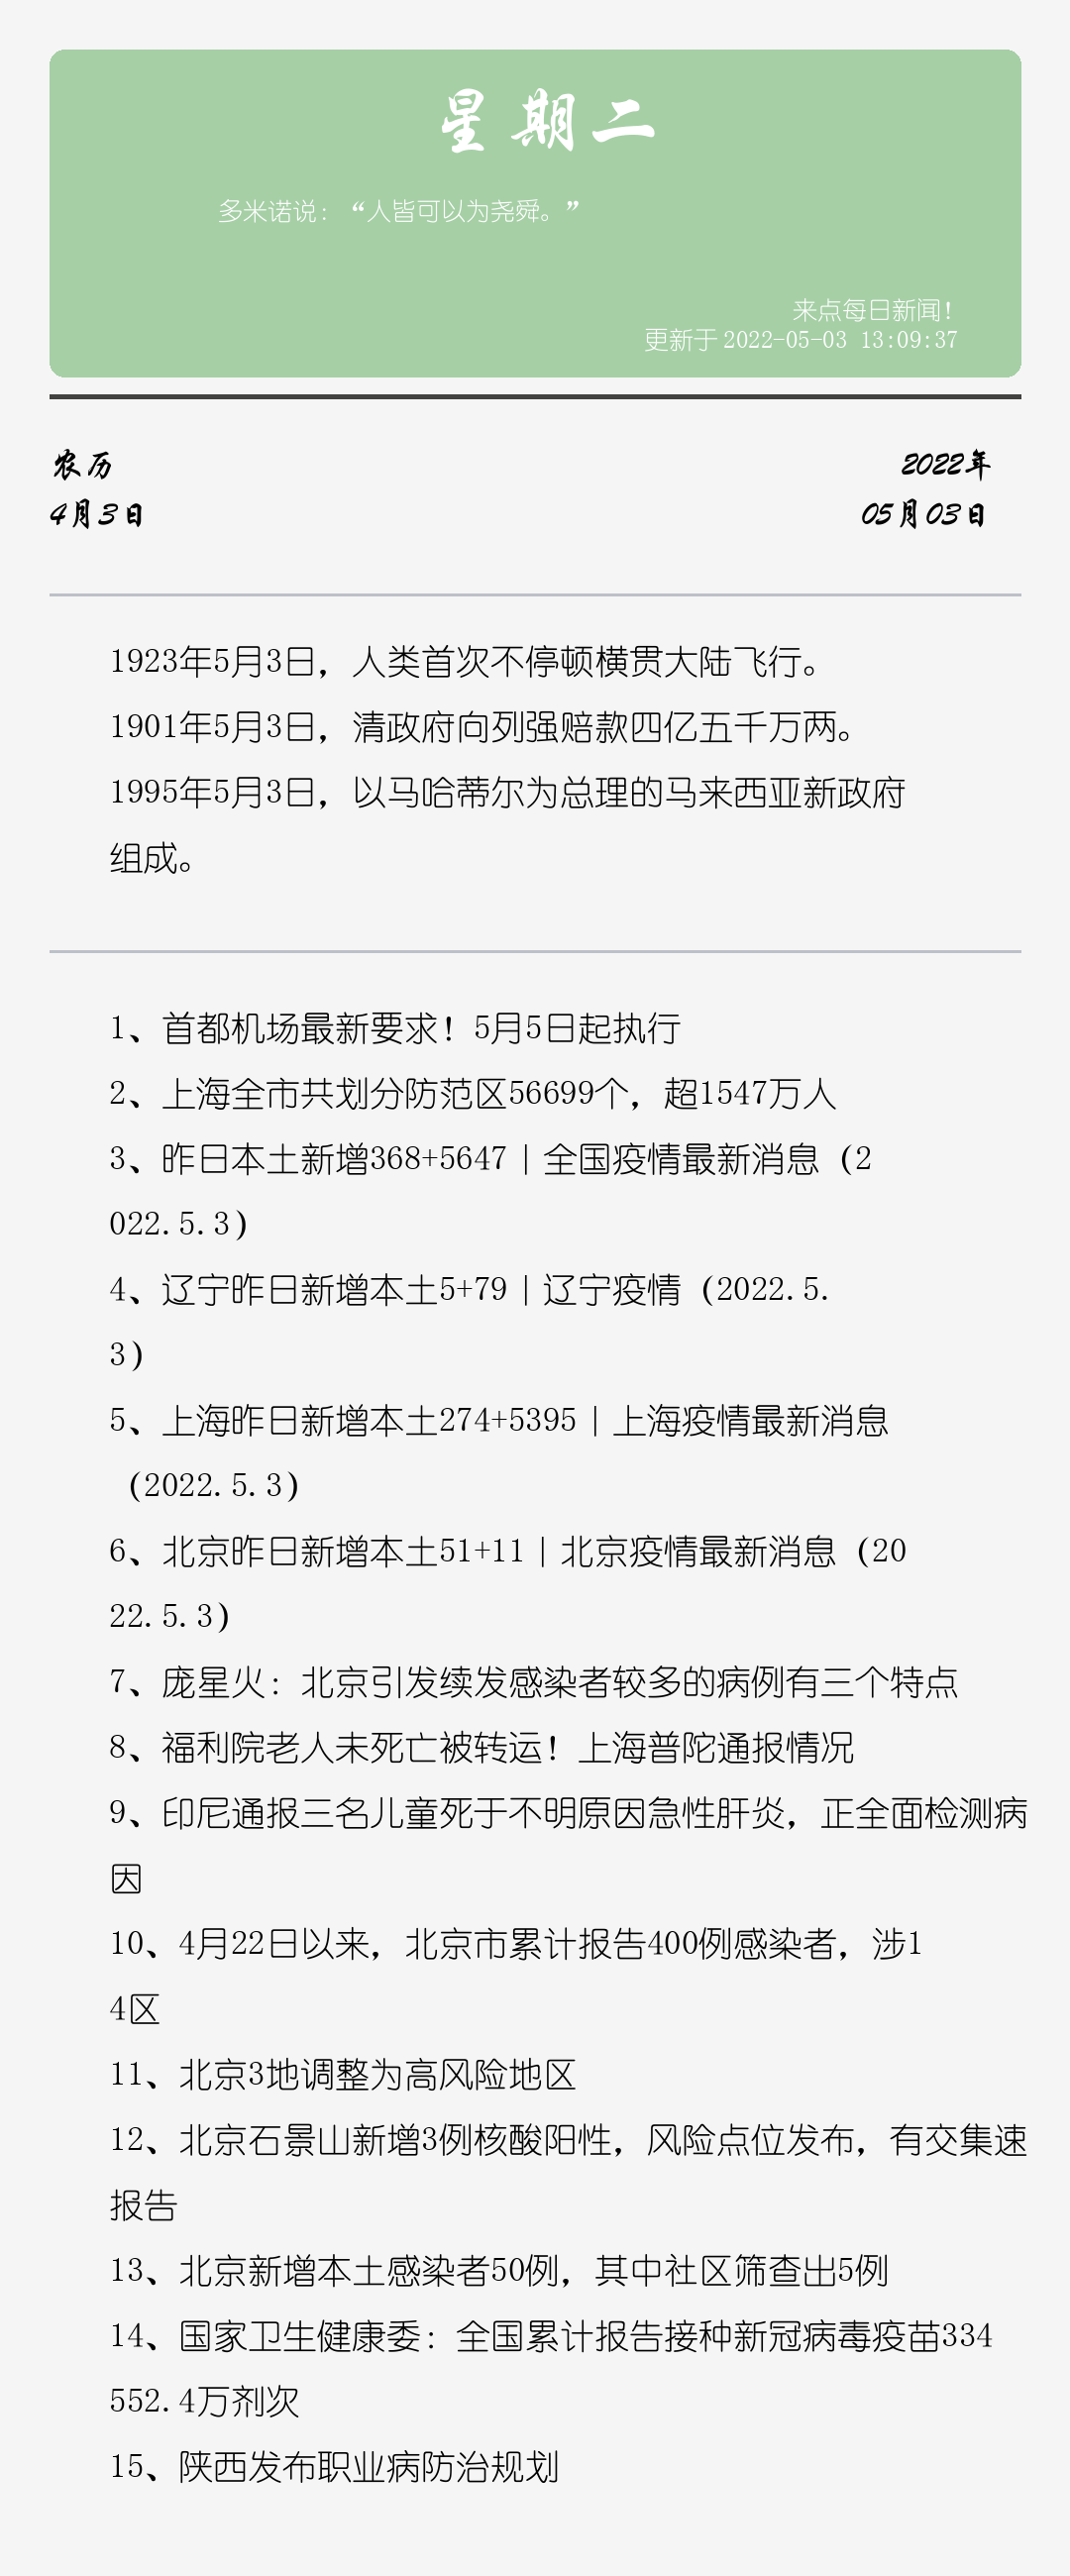 星期二
多米诺说：“人皆可以为尧舜。”
来点每日新闻！
更新于 2022-05-03 13:09:37
农历
2022年
4月3日
05月03日
1923年5月3日，人类首次不停顿横贯大陆飞行。
1901年5月3日，清政府向列强赔款四亿五千万两。
1995年5月3日，以马哈蒂尔为总理的马来西亚新政府
组成。
1、首都机场最新要求！5月5日起执行
2、上海全市共划分防范区56699个，超1547万人
3、昨日本土新增368+5647｜全国疫情最新消息（2
022.5.3）
4、辽宁昨日新增本土5+79｜辽宁疫情（2022.5.
3）
5、上海昨日新增本土274+5395｜上海疫情最新消息
（2022.5.3）
6、北京昨日新增本土51+11｜北京疫情最新消息（20
22.5.3）
7、庞星火：北京引发续发感染者较多的病例有三个特点
8、福利院老人未死亡被转运！上海普陀通报情况
9、印尼通报三名儿童死于不明原因急性肝炎，正全面检测病
因
10、4月22日以来，北京市累计报告400例感染者，涉1
4区
11、北京3地调整为高风险地区
12、北京石景山新增3例核酸阳性，风险点位发布，有交集速
报告
13、北京新增本土感染者50例，其中社区筛查出5例
14、国家卫生健康委：全国累计报告接种新冠病毒疫苗334
552.4万剂次
15、陕西发布职业病防治规划